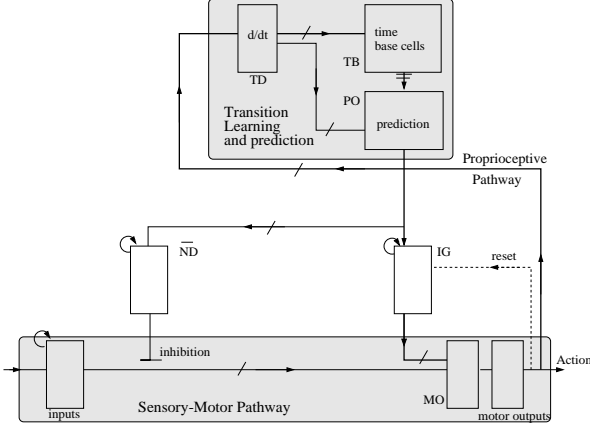 d/dt
time
base cells
TB
TD
PO
Transition
Learning
and prediction
prediction
Proprioceptive
Pathway
ND
IG
reset
inhibition
Action
inputs
Sensory-Motor Pathway
MO
motor outputs